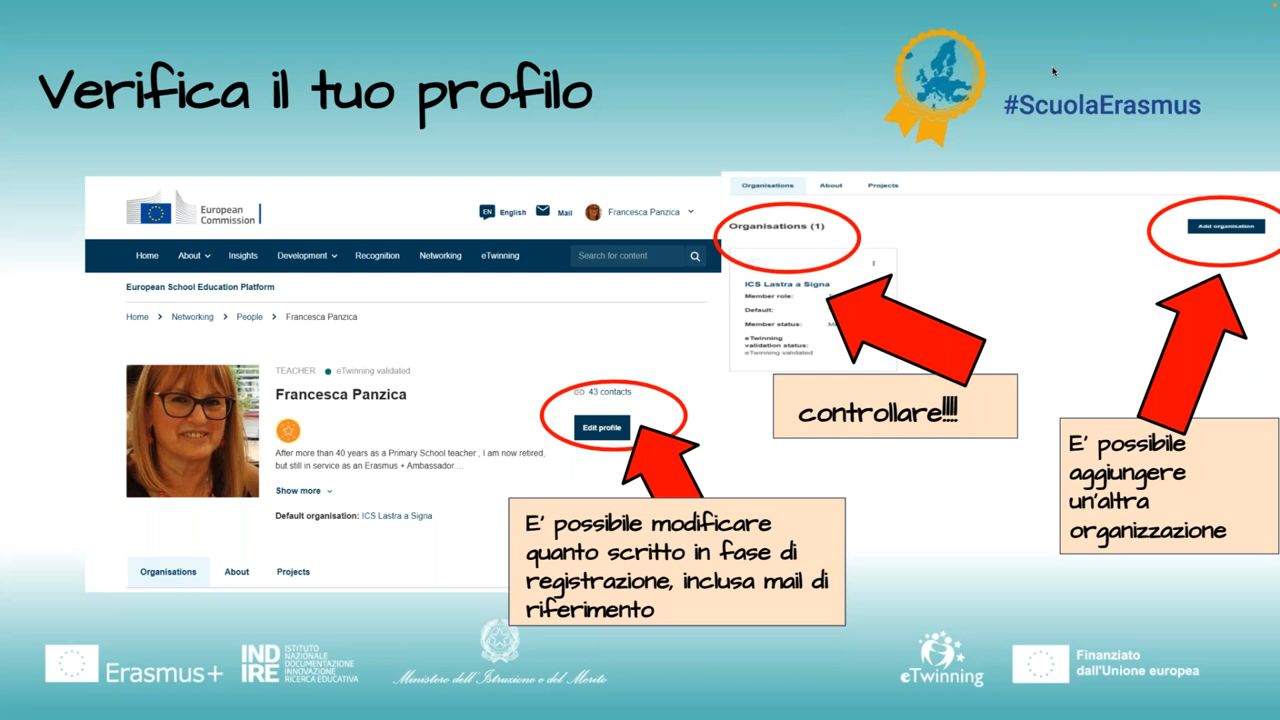 Verifica il tuo profilo
#ScuolaErasmus
European
Commission
EN English Mail Francesca Panzica
Home About Insights Development Recognition Networking eTwinning
Search for content
European School Education Platform
Home > Networking > People > Francesca Panzica
TEACHER eTwinning validated
Francesca Panzica
43 contacts
Edit profile
After more than 40 years as a Primary School teacher , I am now retired,
but still in service as an Erasmus + Ambassador....
Show more
Default organisation: ICS Lastra a Signa
Organisations About Projects
Organisations About Projects
Organisations (1)
Add organisation
ICS Lastra a Signa
Member role:
Default:
Member status:
eTwinning
validation status:
eTwinning validated
controllare!!!!
E' possibile
aggiungere
un'altra
organizzazione
E' possibile modificare
quanto scritto in fase di
registrazione, inclusa mail di
riferimento
Erasmus+
IND
IRE
ISTITUTO
NAZIONALE
DOCUMENTAZIONE
INNOVAZIONE
RICERCA EDUCATIVA
Ministero dell'Istruzione e del Merito
eTwinning
Finanziato
dall'Unione europea